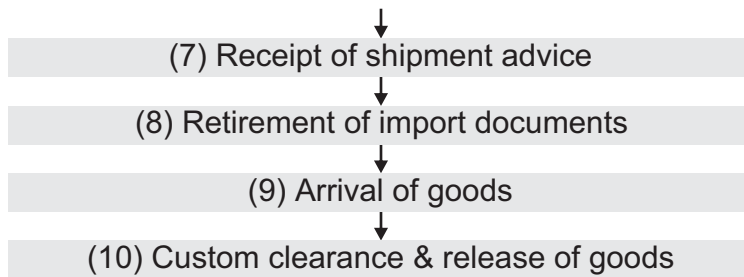 (7) Receipt of shipment advice
(8) Retirement of import documents
(9) Arrival of goods
(10) Custom clearance & release of goods